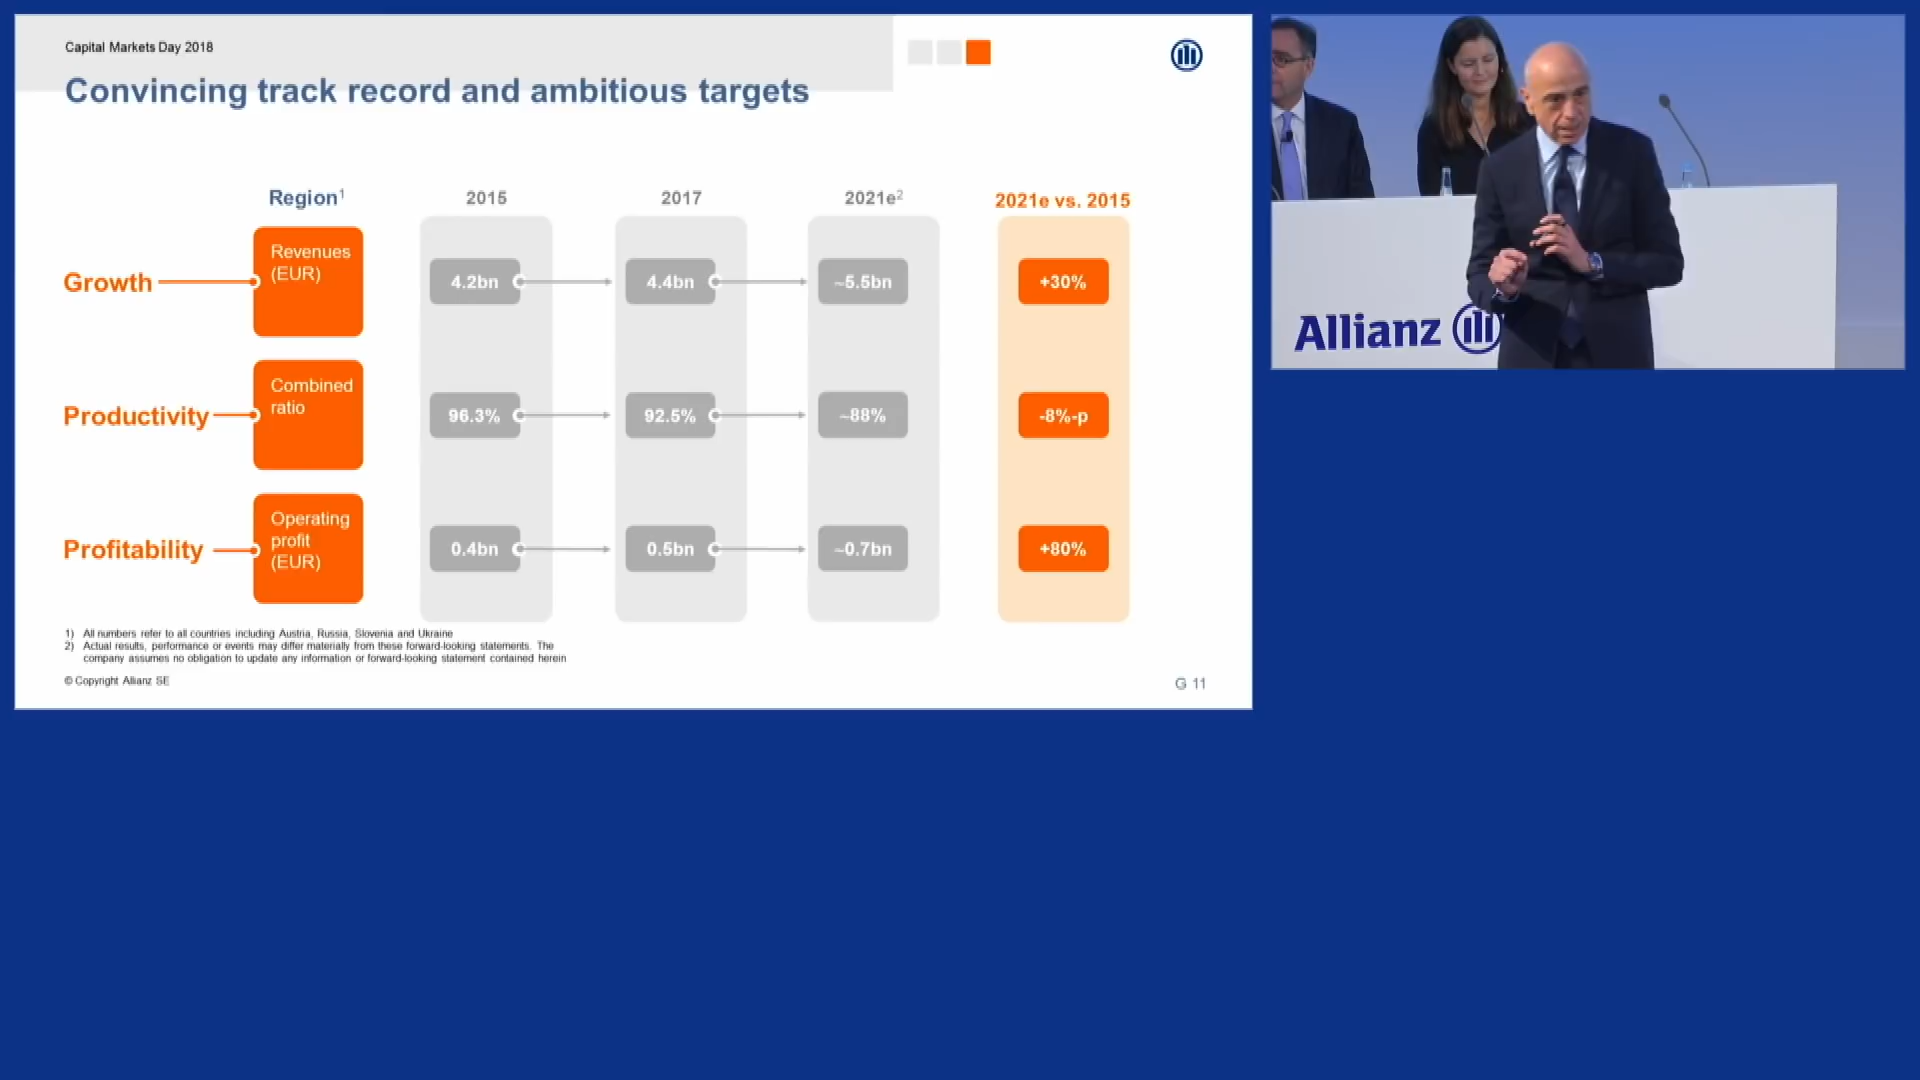 Capital Markets Day 2018
Convincing track record and ambitious targets
Region¹
2015
2017
2021e²
2021e vs. 2015
Growth
Revenues
(EUR)
4.2bn
4.4bn
~5.5bn
+30%
Productivity
Combined
ratio
96.3%
92.5%
~88%
-8%-p
Profitability
Operating
profit
(EUR)
0.4bn
0.5bn
~0.7bn
+80%
1) All numbers refer to all countries including Austria, Russia, Slovenia and Ukraine
2) Actual results, performance or events may differ materially from these forward-looking statements. The
company assumes no obligation to update any information or forward-looking statement contained herein
© Copyright Allianz SE
G 11
Allianz